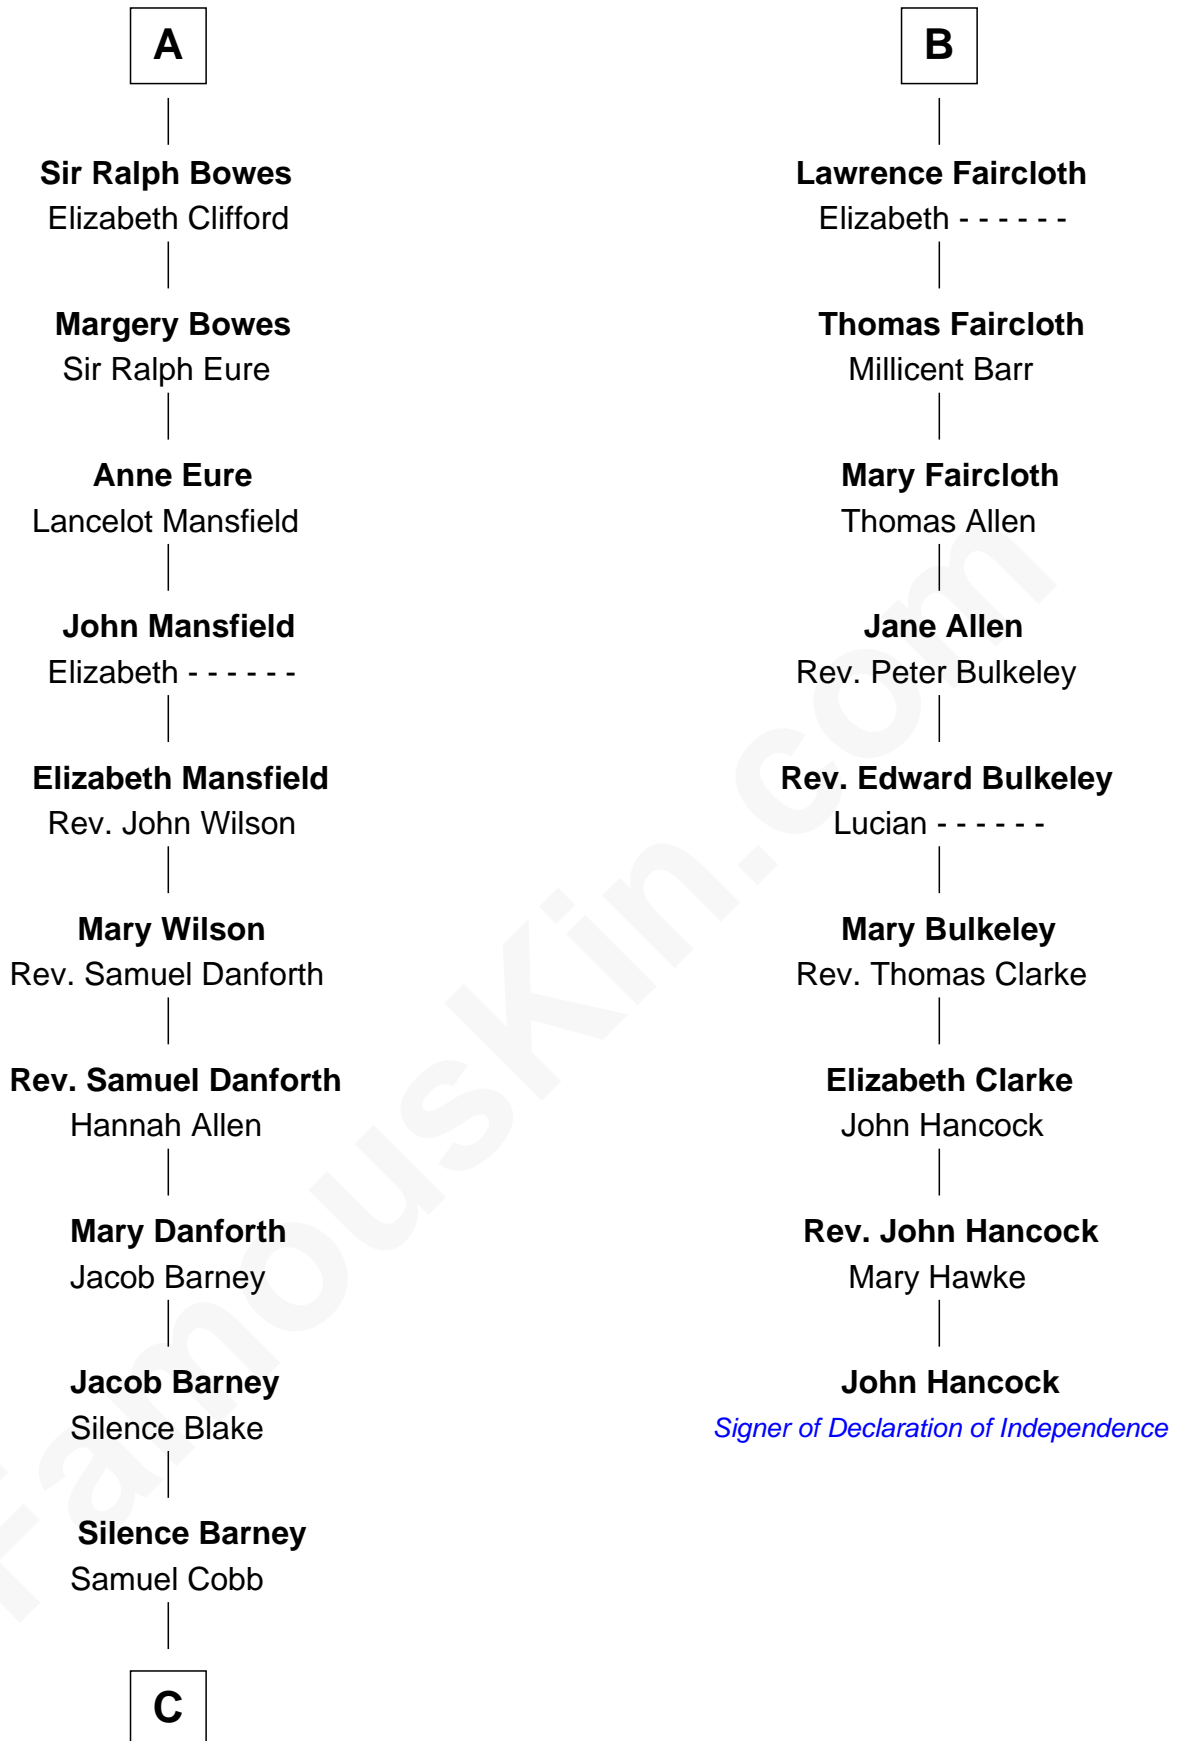 A
Sir Ralph Bowes
Elizabeth Clifford
Margery Bowes
Sir Ralph Eure
Anne Eure
Lancelot Mansfield
John Mansfield
Elizabeth - - - - - -
Elizabeth Mansfield
Rev. John Wilson
Mary Wilson
Rev. Samuel Danforth
Rev. Samuel Danforth
Hannah Allen
Mary Danforth
Jacob Barney
Jacob Barney
Silence Blake
Silence Barney
Samuel Cobb
C
B
Lawrence Faircloth
Elizabeth - - - - - -
Thomas Faircloth
Millicent Barr
Mary Faircloth
Thomas Allen
Jane Allen
Rev. Peter Bulkeley
Rev. Edward Bulkeley
Lucian - - - - - -
Mary Bulkeley
Rev. Thomas Clarke
Elizabeth Clarke
John Hancock
Rev. John Hancock
Mary Hawke
John Hancock
Signer of Declaration of Independence
FamousKin.com